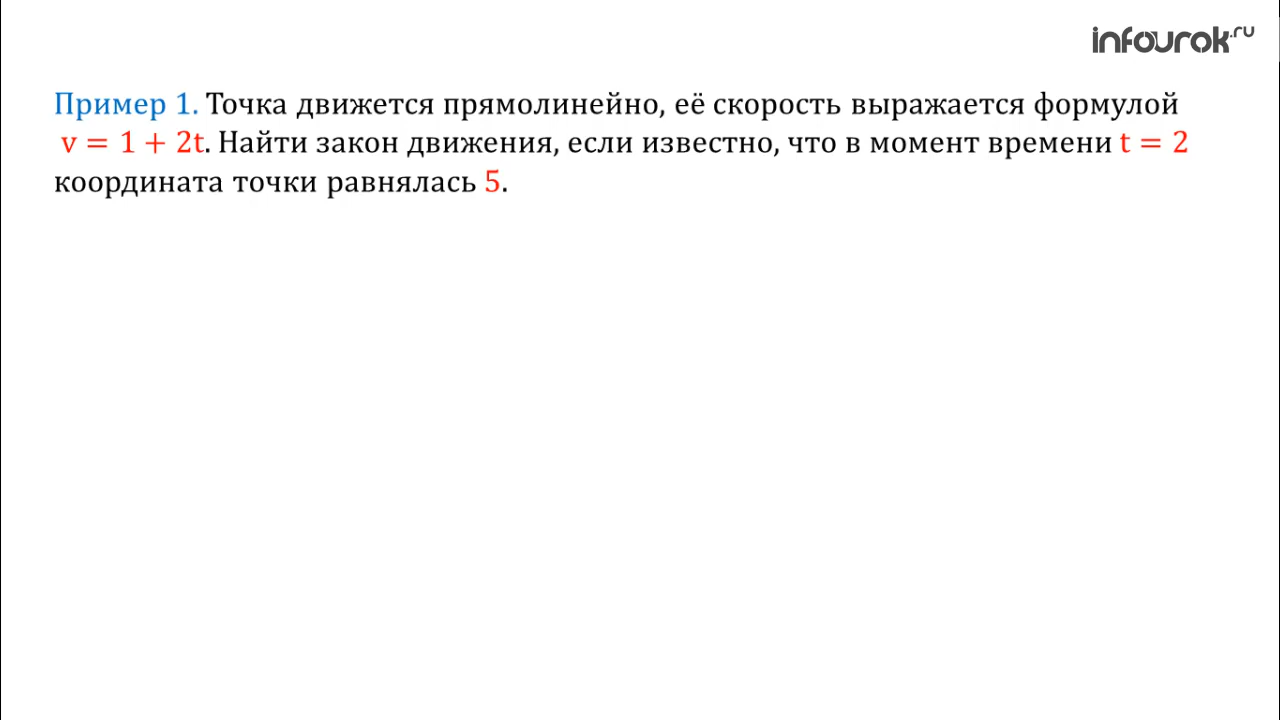 infourok.ru
Пример 1. Точка движется прямолинейно, её скорость выражается формулой
v = 1 + 2t. Найти закон движения, если известно, что в момент времени t = 2
координата точки равнялась 5.